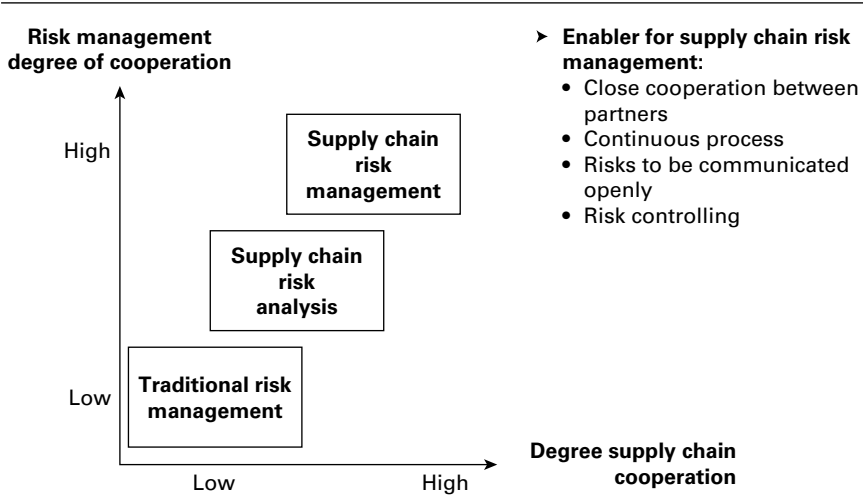 Risk management
degree of cooperation
High
Low
Supply chain
risk
management
Supply chain
risk
analysis
Traditional risk
management
Low
High
Degree supply chain
cooperation
➤ Enabler for supply chain risk
management:
• Close cooperation between
partners
• Continuous process
• Risks to be communicated
openly
• Risk controlling